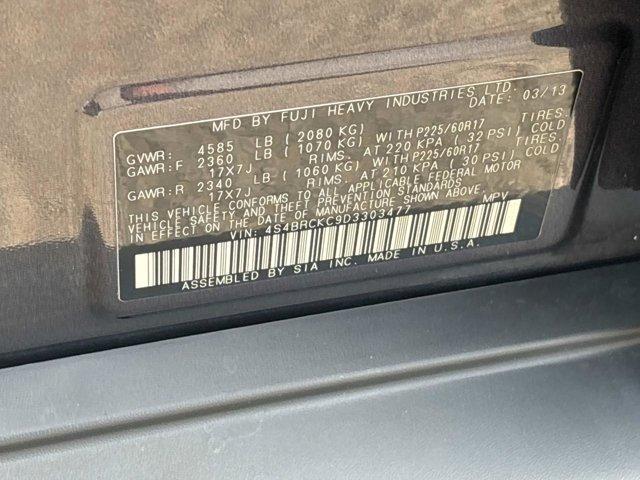 MFD BY FUJI HEAVY INDUSTRIES LTD.
DATE: 03/13
GVWR: 4585 LB (2080 KG)
GAWR:F 2360 LB (1070 KG) WITH P225/60R17 TIRES.
17X7J RIMS. AT 220 KPA (32 PSI) COLD
GAWR:R 2340 LB (1060 KG) WITH P225/60R17 TIRES.
17X7J RIMS. AT 210 KPA (30 PSI) COLD
THIS VEHICLE CONFORMS TO ALL APPLICABLE FEDERAL MOTOR
VEHICLE SAFETY AND THEFT PREVENTION STANDARDS
IN EFFECT ON THE DATE OF MANUFACTURE SHOWN ABOVE.
VIN: 4S4BRCKC9D3303477 MPV
ASSEMBLED BY SIA INC. MADE IN U.S.A.